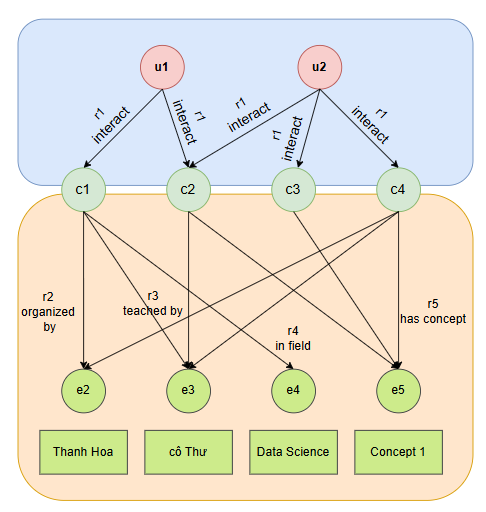 u1
u2
r1
interact
r1
interact
r1
interact
r1
interact
r1
interact
c1
c2
c3
c4
r2
organized
by
r3
teached by
r4
in field
r5
has concept
e2
e3
e4
e5
Thanh Hoa
cô Thư
Data Science
Concept 1